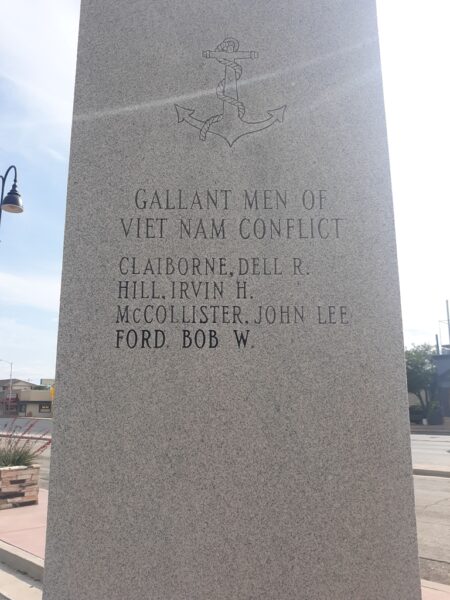 GALLANT MEN OF
VIET NAM CONFLICT
CLAIBORNE, DELL R.
HILL, IRVIN H.
McCOLLISTER, JOHN LEE
FORD, BOB W.